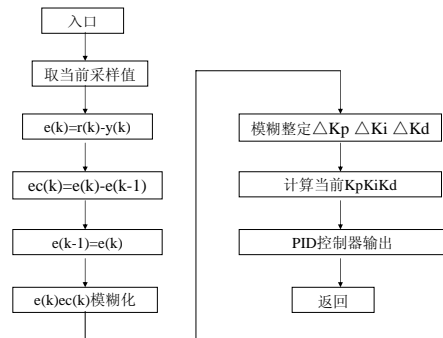 入口
取当前采样值
e(k)=r(k)-y(k)
ec(k)=e(k)-e(k-1)
e(k-1)=e(k)
e(k)ec(k)模糊化
模糊整定△Kp △Ki △Kd
计算当前KpKiKd
PID控制器输出
返回